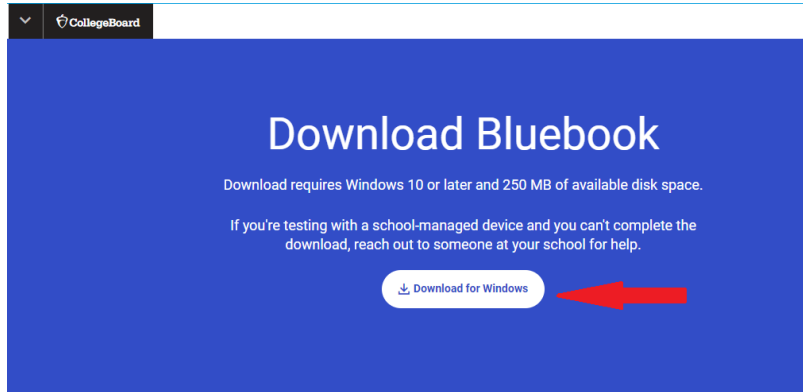 CollegeBoard
Download Bluebook
Download requires Windows 10 or later and 250 MB of available disk space.
If you're testing with a school-managed device and you can't complete the
download, reach out to someone at your school for help.
Download for Windows